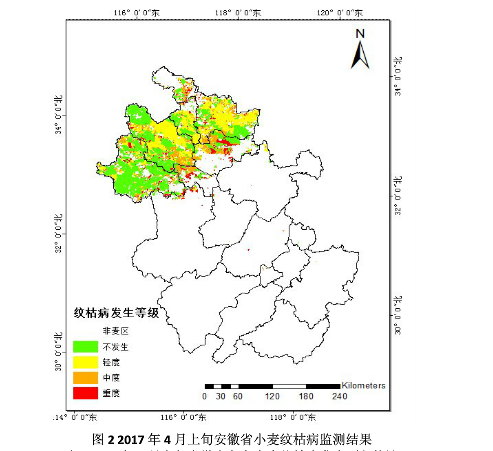 116° 0′ 0″东 118° 0′ 0″东 120° 0′ 0″东
N
34° 0′ 0″北
34° 0′ 0″北
32° 0′ 0″北
32° 0′ 0″北
30° 0′ 0″北
30° 0′ 0″北
纹枯病发生等级
非麦区
不发生
轻度
中度
重度
Kilometers
0 30 60 120 180 240
114° 0′ 0″东 116° 0′ 0″东 118° 0′ 0″东
图 2 2017 年 4 月上旬安徽省小麦纹枯病监测结果